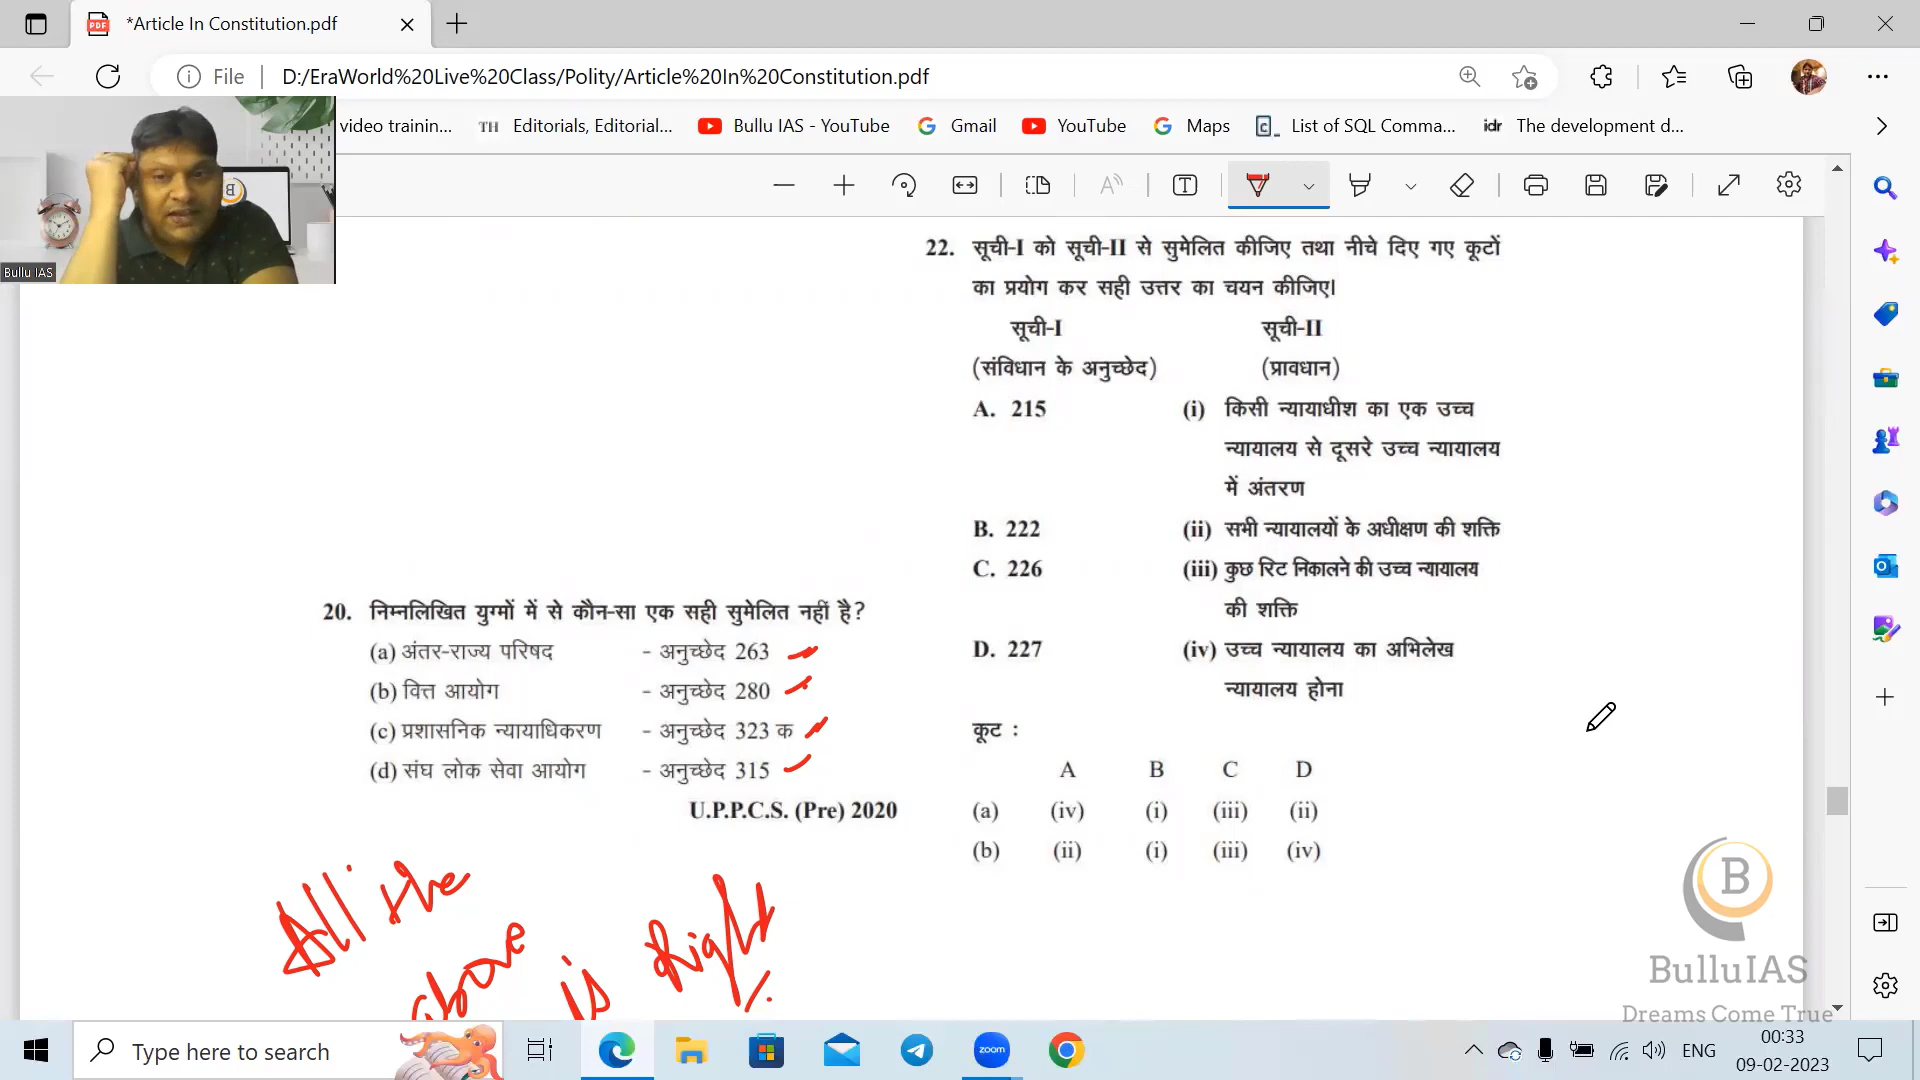 *Article In Constitution.pdf
File
D:/EraWorld%20Live%20Class/Polity/Article%20In%20Constitution.pdf
video trainin...
TH Editorials, Editorial...
Bullu IAS - YouTube
Gmail
YouTube
Maps
List of SQL Comma...
idr The development d...
Bullu IAS
20. निम्नलिखित युग्मों में से कौन-सा एक सही सुमेलित नहीं है?
(a) अंतर-राज्य परिषद - अनुच्छेद 263
(b) वित्त आयोग - अनुच्छेद 280
(c) प्रशासनिक न्यायाधिकरण - अनुच्छेद 323 क
(d) संघ लोक सेवा आयोग - अनुच्छेद 315
U.P.P.C.S. (Pre) 2020
All the
above is Right
22. सूची-I को सूची-II से सुमेलित कीजिए तथा नीचे दिए गए कूटों
का प्रयोग कर सही उत्तर का चयन कीजिए।
सूची-I सूची-II
(संविधान के अनुच्छेद) (प्रावधान)
A. 215 (i) किसी न्यायाधीश का एक उच्च
न्यायालय से दूसरे उच्च न्यायालय
में अंतरण
B. 222 (ii) सभी न्यायालयों के अधीक्षण की शक्ति
C. 226 (iii) कुछ रिट निकालने की उच्च न्यायालय
की शक्ति
D. 227 (iv) उच्च न्यायालय का अभिलेख
न्यायालय होना
कूट :
A B C D
(a) (iv) (i) (iii) (ii)
(b) (ii) (i) (iii) (iv)
B
BulluIAS
Dreams Come True
Type here to search
zoom
ENG
00:33
09-02-2023